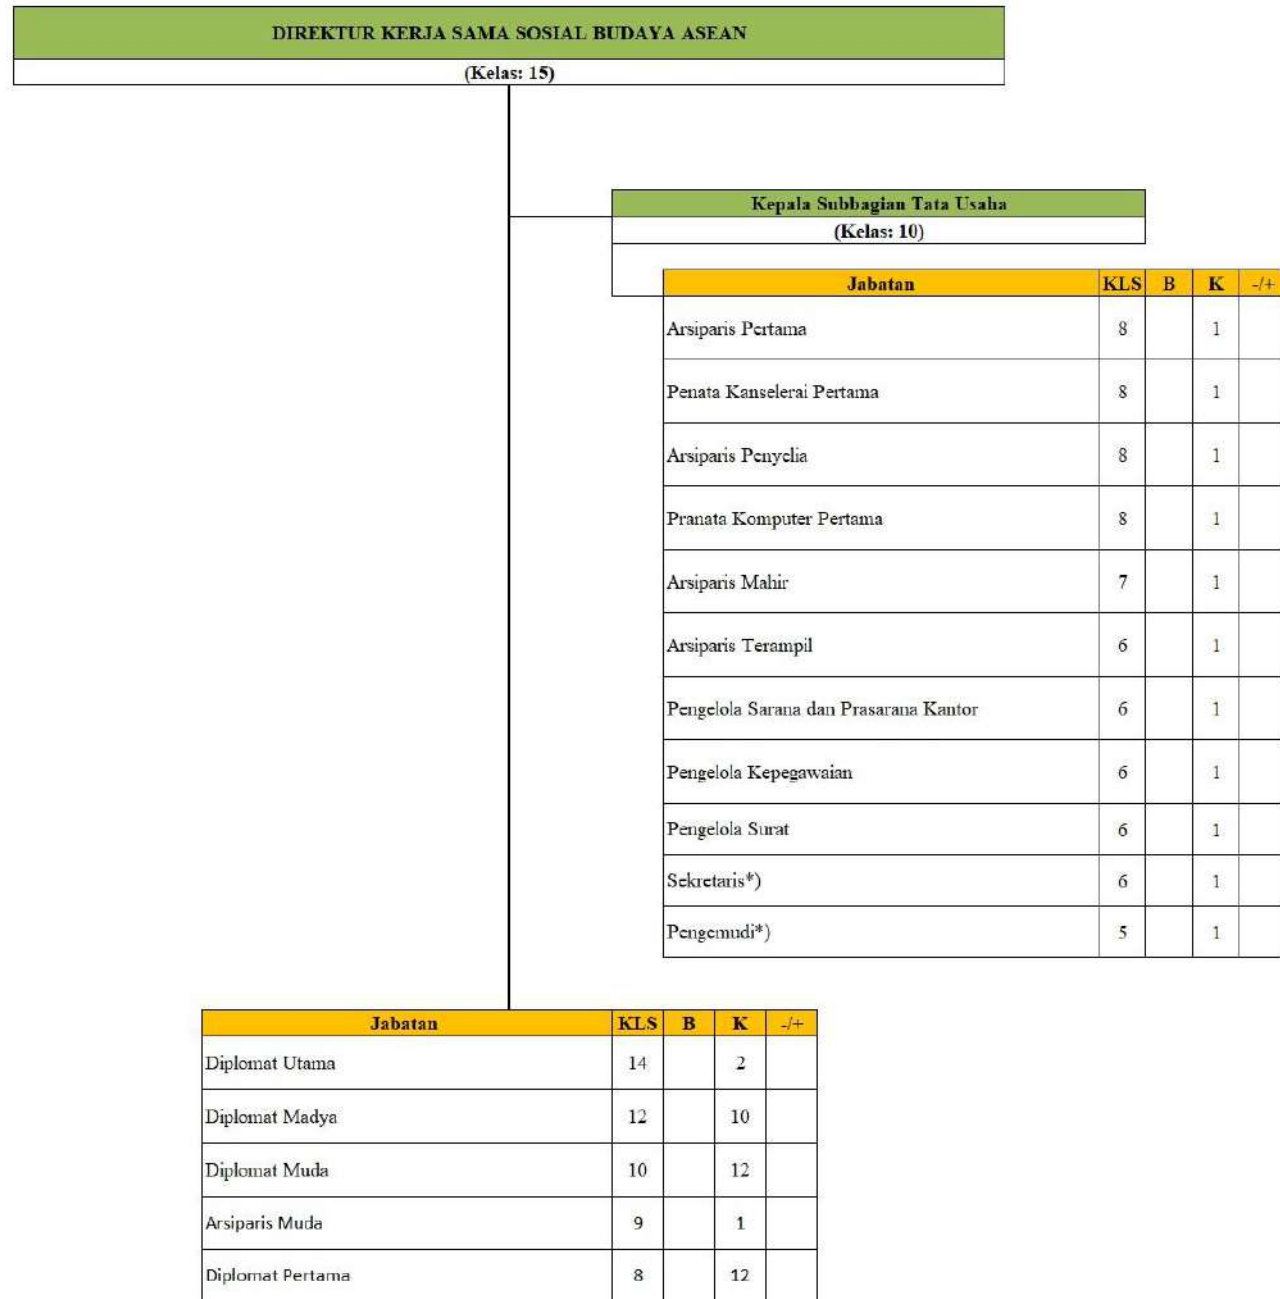 DIREKTUR KERJA SAMA SOSIAL BUDAYA ASEAN
(Kelas: 15)
Kepala Subbagian Tata Usaha
(Kelas: 10)
Jabatan KLS B K -/+
Arsiparis Pertama 8 1
Penata Kanselerai Pertama 8 1
Arsiparis Penyelia 8 1
Pranata Komputer Pertama 8 1
Arsiparis Mahir 7 1
Arsiparis Terampil 6 1
Pengelola Sarana dan Prasarana Kantor 6 1
Pengelola Kepegawaian 6 1
Pengelola Surat 6 1
Sekretaris*) 6 1
Pengemudi*) 5 1
Jabatan KLS B K -/+
Diplomat Utama 14 2
Diplomat Madya 12 10
Diplomat Muda 10 12
Arsiparis Muda 9 1
Diplomat Pertama 8 12